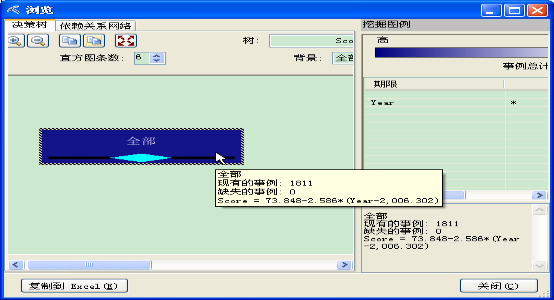 浏览
决策树 依赖关系网络
挖掘图例
树: Sco
高
直方图条数: 6 背景: 全部
事例总计
期限
Year *
全部
全部
现有的事例: 1811
缺失的事例: 0
Score = 73.848-2.586*(Year-2,006.302)
全部
现有的事例: 1811
缺失的事例: 0
Score = 73.848-2.586*(Year
-2,006.302)
复制到 Excel(E) 关闭(C)